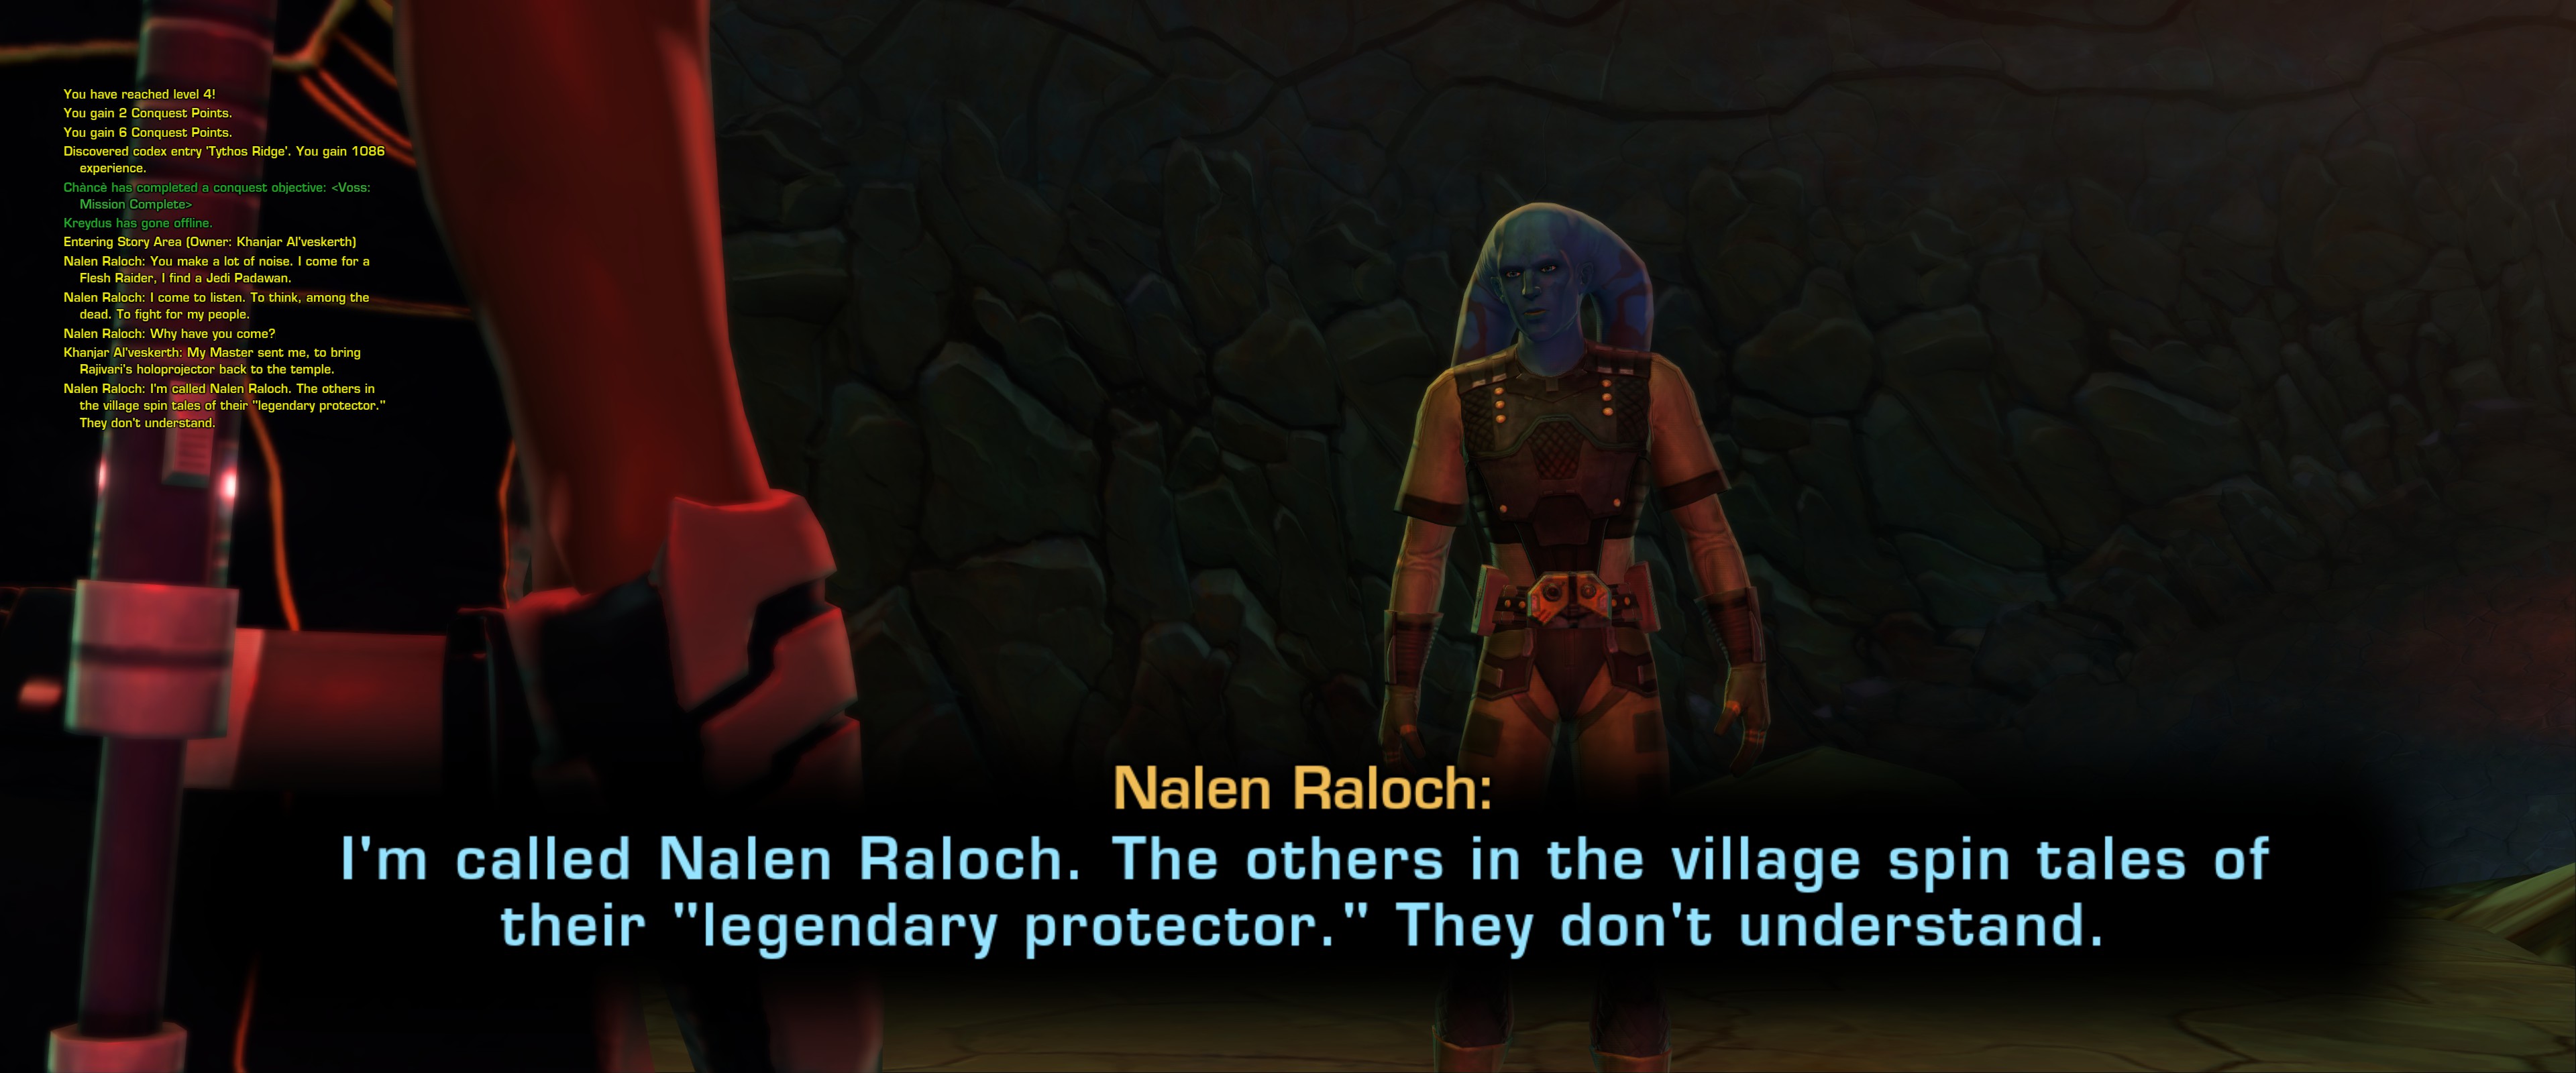 You have reached level 4!
You gain 2 Conquest Points.
You gain 6 Conquest Points.
Discovered codex entry 'Tythos Ridge'. You gain 1086
experience.
Chàncè has completed a conquest objective: <Voss:
Mission Complete>
Kreydus has gone offline.
Entering Story Area (Owner: Khanjar Al'veskerth)
Nalen Raloch: You make a lot of noise. I come for a
Flesh Raider, I find a Jedi Padawan.
Nalen Raloch: I come to listen. To think, among the
dead. To fight for my people.
Nalen Raloch: Why have you come?
Khanjar Al'veskerth: My Master sent me, to bring
Rajivari's holoprojector back to the temple.
Nalen Raloch: I'm called Nalen Raloch. The others in
the village spin tales of their "legendary protector."
They don't understand.
Nalen Raloch:
I'm called Nalen Raloch. The others in the village spin tales of
their "legendary protector." They don't understand.